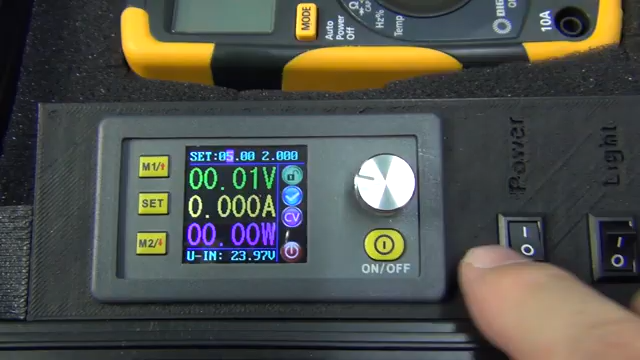 MODE
Auto
Power
Off
Hz%
Temp
10A
Power
Light
M1/↑
SET
M2/↓
SET:05.00 2.000
00.01V
0.000A
00.00W
U-IN: 23.97V
CV
ON/OFF